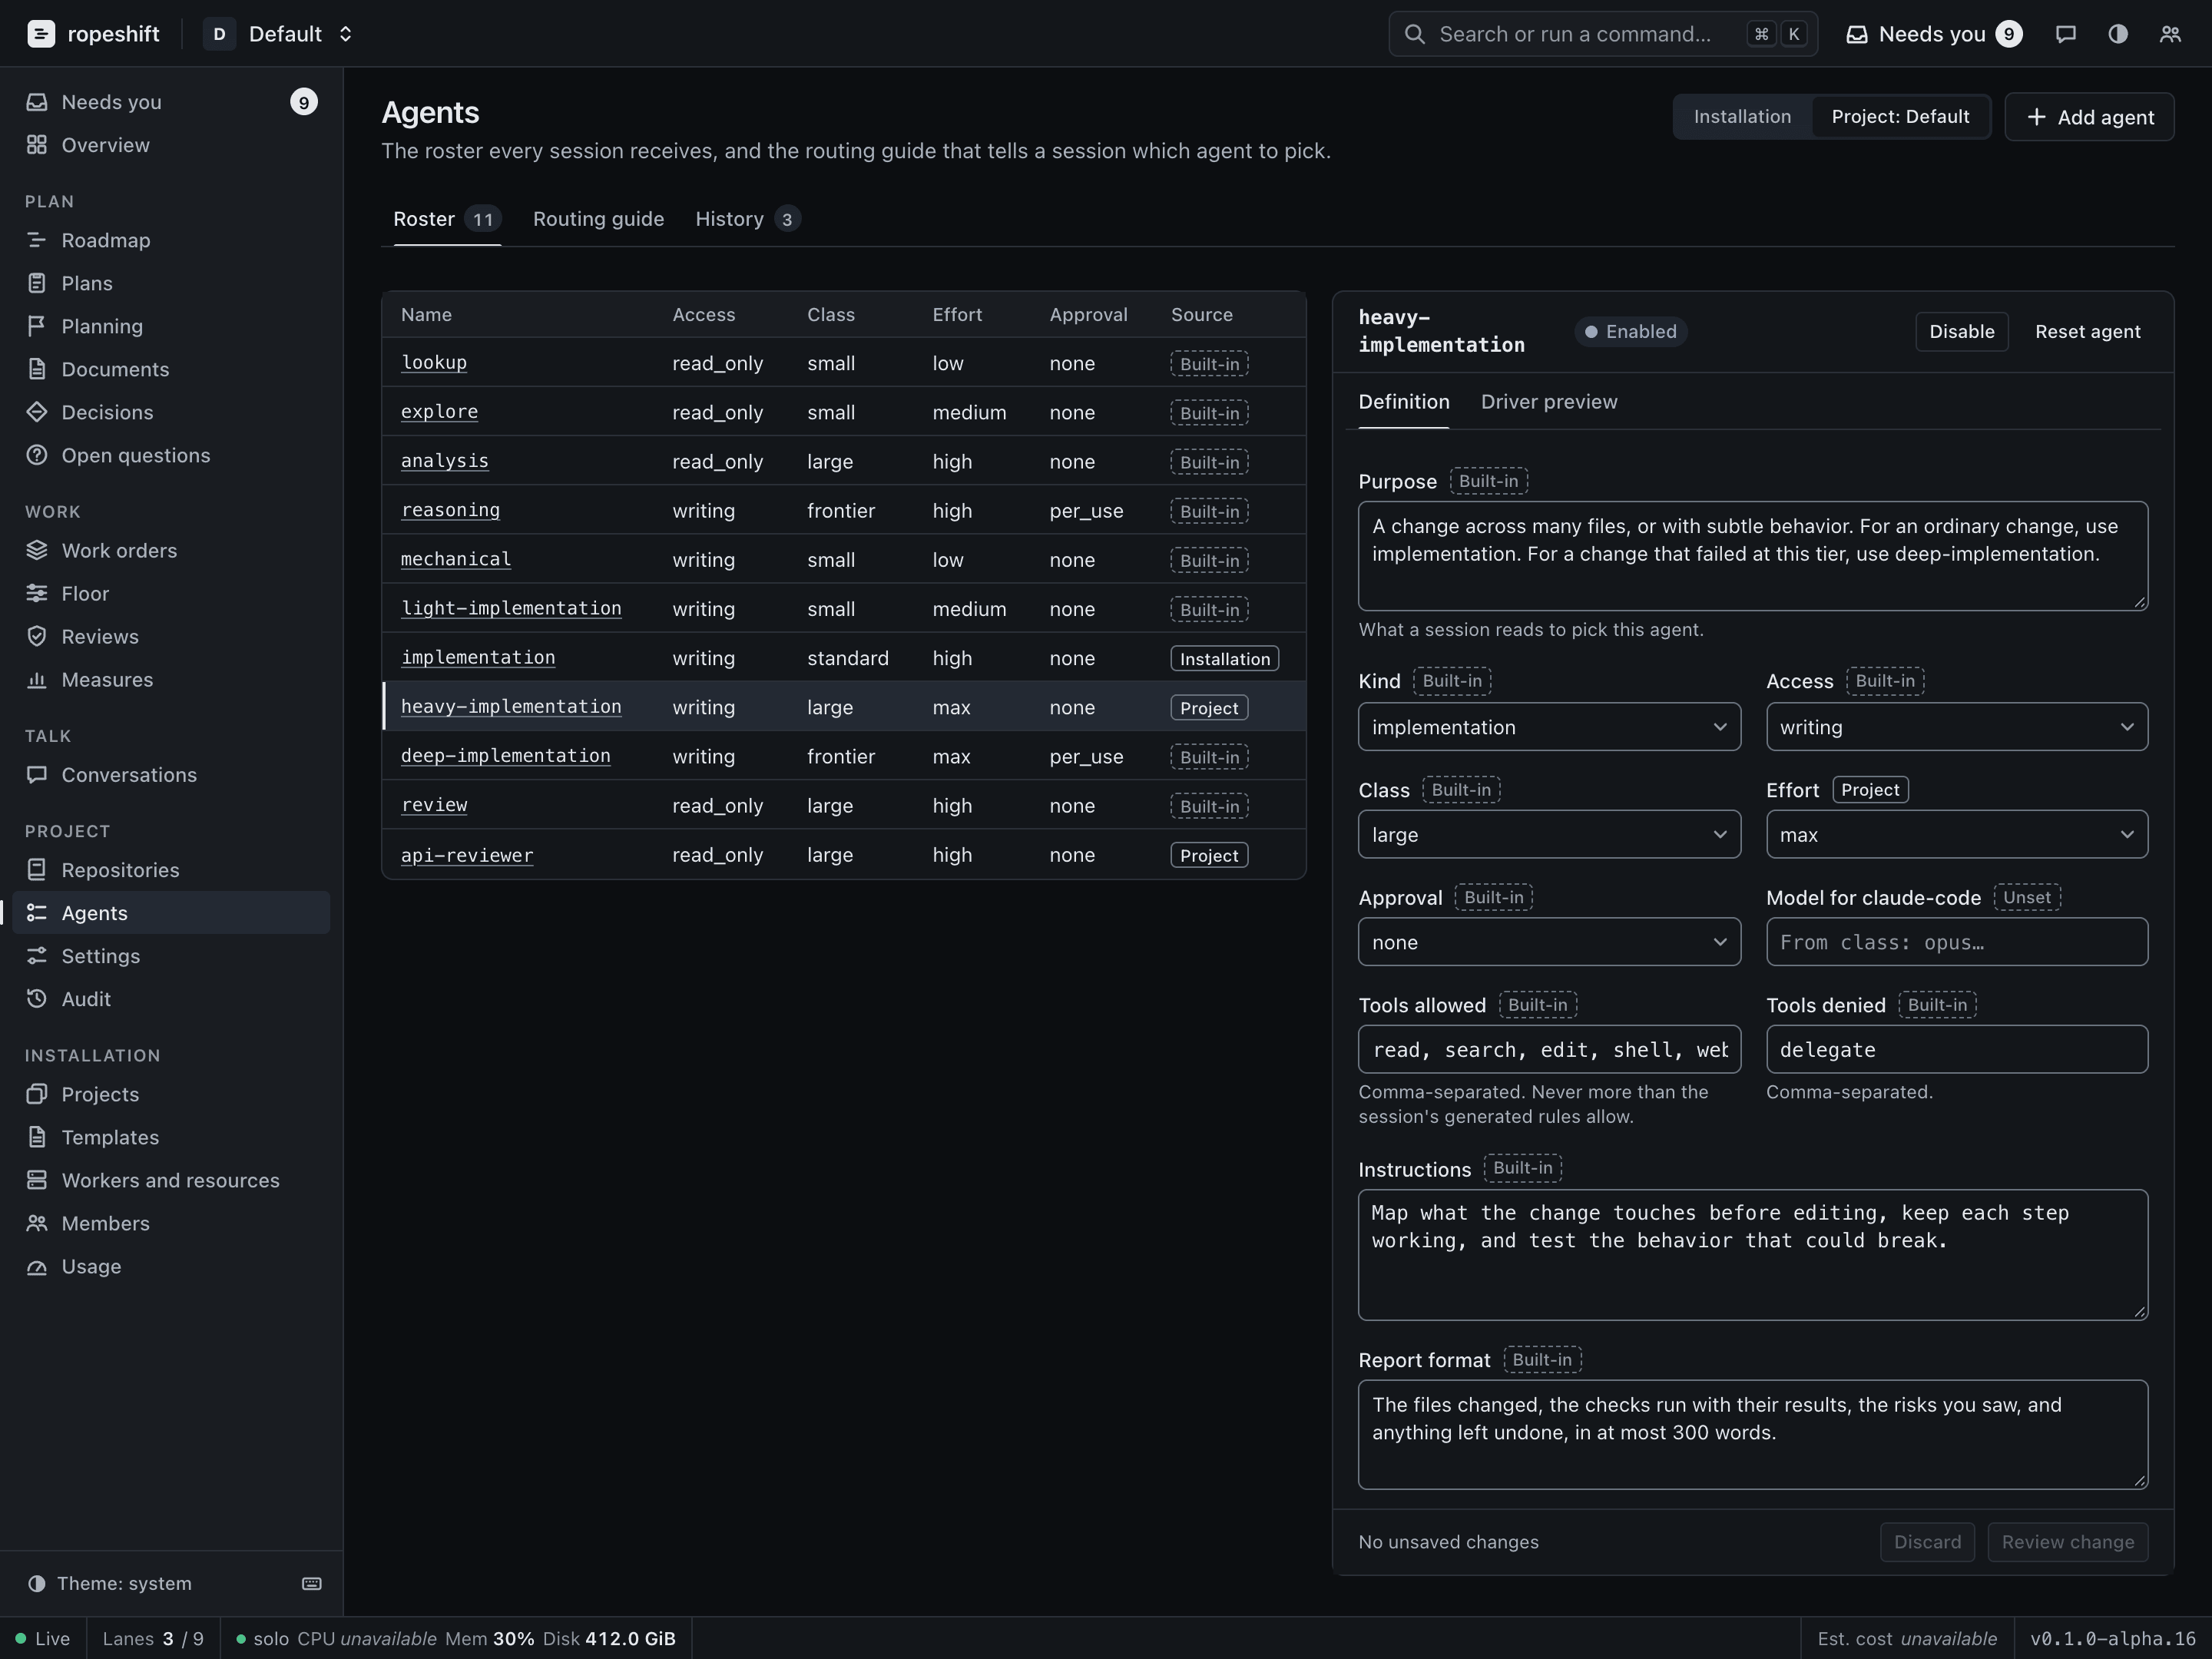 ropeshift
D Default
Search or run a command... ⌘ K
Needs you 9
Needs you 9
Overview
PLAN
Roadmap
Plans
Planning
Documents
Decisions
Open questions
WORK
Work orders
Floor
Reviews
Measures
TALK
Conversations
PROJECT
Repositories
Agents
Settings
Audit
INSTALLATION
Projects
Templates
Workers and resources
Members
Usage
Theme: system
Agents
The roster every session receives, and the routing guide that tells a session which agent to pick.
Installation Project: Default
Add agent
Roster 11 Routing guide History 3
Name Access Class Effort Approval Source
lookup read_only small low none Built-in
explore read_only small medium none Built-in
analysis read_only large high none Built-in
reasoning writing frontier high per_use Built-in
mechanical writing small low none Built-in
light-implementation writing small medium none Built-in
implementation writing standard high none Installation
heavy-implementation writing large max none Project
deep-implementation writing frontier max per_use Built-in
review read_only large high none Built-in
api-reviewer read_only large high none Project
heavy-
implementation
Enabled
Disable
Reset agent
Definition Driver preview
Purpose Built-in
A change across many files, or with subtle behavior. For an ordinary change, use
implementation. For a change that failed at this tier, use deep-implementation.
What a session reads to pick this agent.
Kind Built-in
implementation
Access Built-in
writing
Class Built-in
large
Effort Project
max
Approval Built-in
none
Model for claude-code Unset
From class: opus…
Tools allowed Built-in
read, search, edit, shell, web
Comma-separated. Never more than the
session's generated rules allow.
Tools denied Built-in
delegate
Comma-separated.
Instructions Built-in
Map what the change touches before editing, keep each step
working, and test the behavior that could break.
Report format Built-in
The files changed, the checks run with their results, the risks you saw, and
anything left undone, in at most 300 words.
No unsaved changes
Discard
Review change
Live
Lanes 3 / 9
solo CPU unavailable Mem 30% Disk 412.0 GiB
Est. cost unavailable
v0.1.0-alpha.16